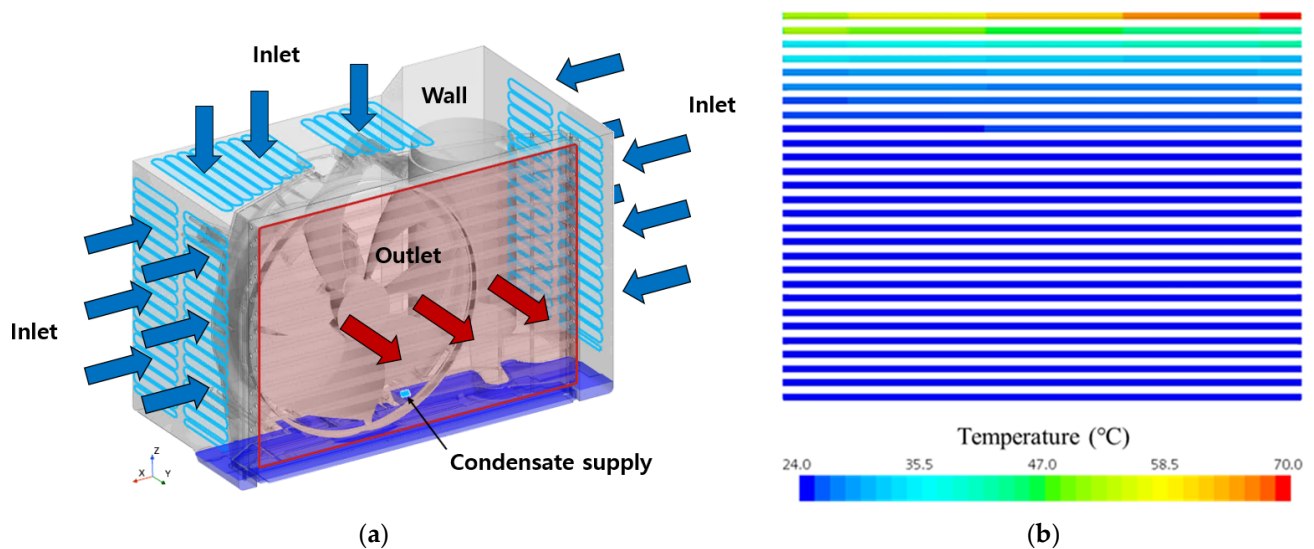 Inlet
Wall
Inlet
Outlet
Inlet
Condensate supply
Z
X
Y
(a)
Temperature (°C)
24.0 35.5 47.0 58.5 70.0
(b)